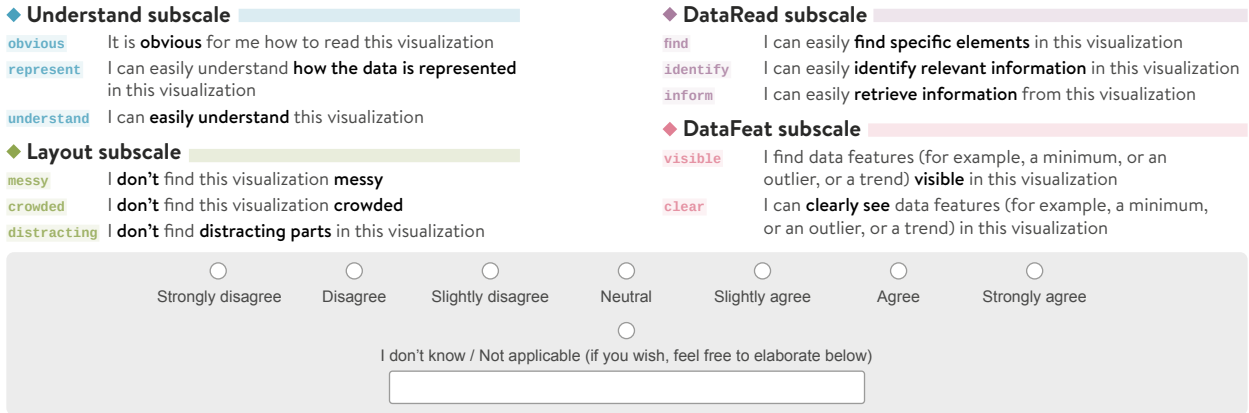 Understand subscale
obvious It is obvious for me how to read this visualization
represent I can easily understand how the data is represented
in this visualization
understand I can easily understand this visualization
Layout subscale
messy I don't find this visualization messy
crowded I don't find this visualization crowded
distracting I don't find distracting parts in this visualization
DataRead subscale
find I can easily find specific elements in this visualization
identify I can easily identify relevant information in this visualization
inform I can easily retrieve information from this visualization
DataFeat subscale
visible I find data features (for example, a minimum, or an
outlier, or a trend) visible in this visualization
clear I can clearly see data features (for example, a minimum,
or an outlier, or a trend) in this visualization
Strongly disagree Disagree Slightly disagree Neutral Slightly agree Agree Strongly agree
I don't know / Not applicable (if you wish, feel free to elaborate below)